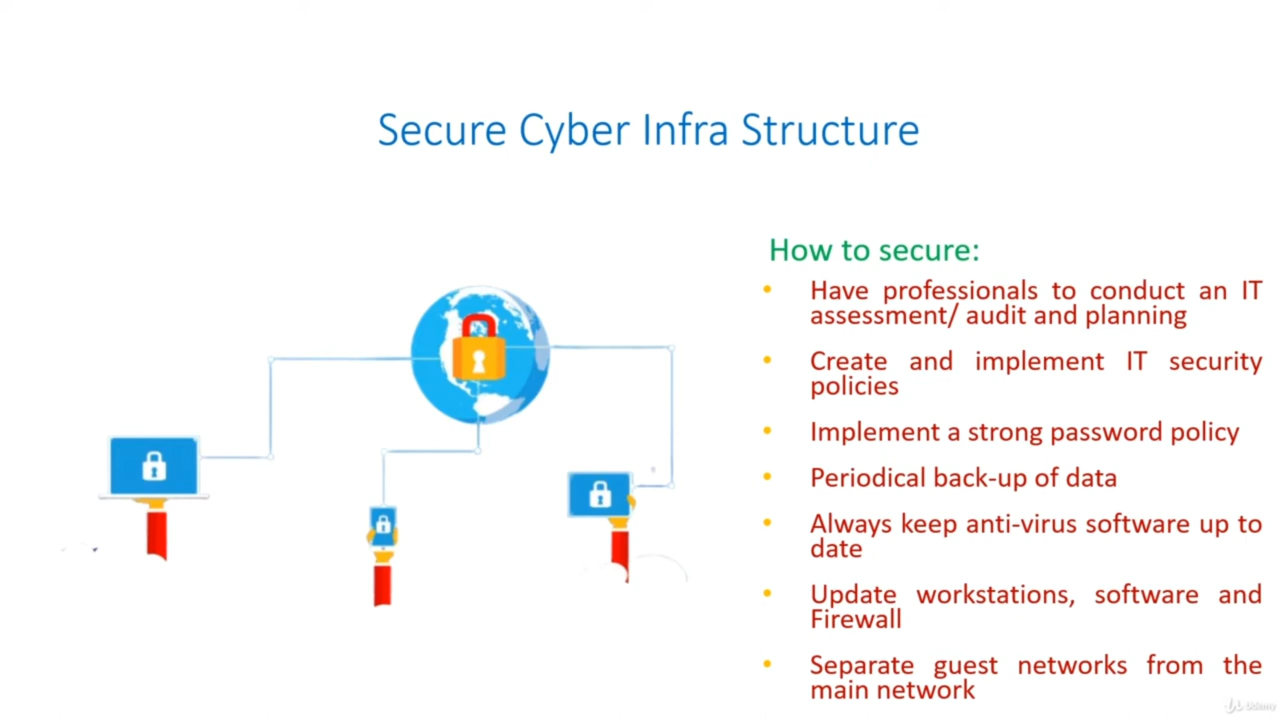 Secure Cyber Infra Structure
How to secure:
• Have professionals to conduct an IT
assessment/ audit and planning
• Create and implement IT security
policies
• Implement a strong password policy
• Periodical back-up of data
• Always keep anti-virus software up to
date
• Update workstations, software and
Firewall
• Separate guest networks from the
main network
Udemy